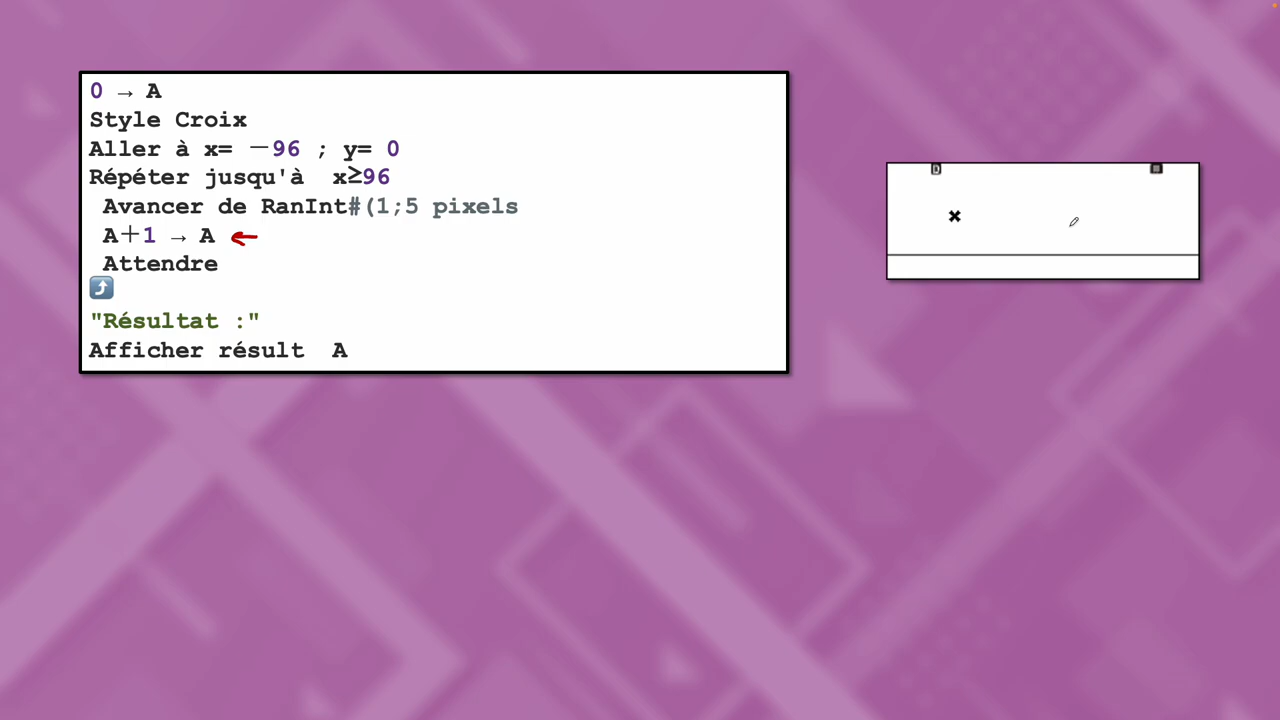 0 → A
Style Croix
Aller à x= −96 ; y= 0
Répéter jusqu'à x≥96
Avancer de RanInt#(1;5 pixels
A+1 → A
Attendre
⤴
"Résultat :"
Afficher résult A
D